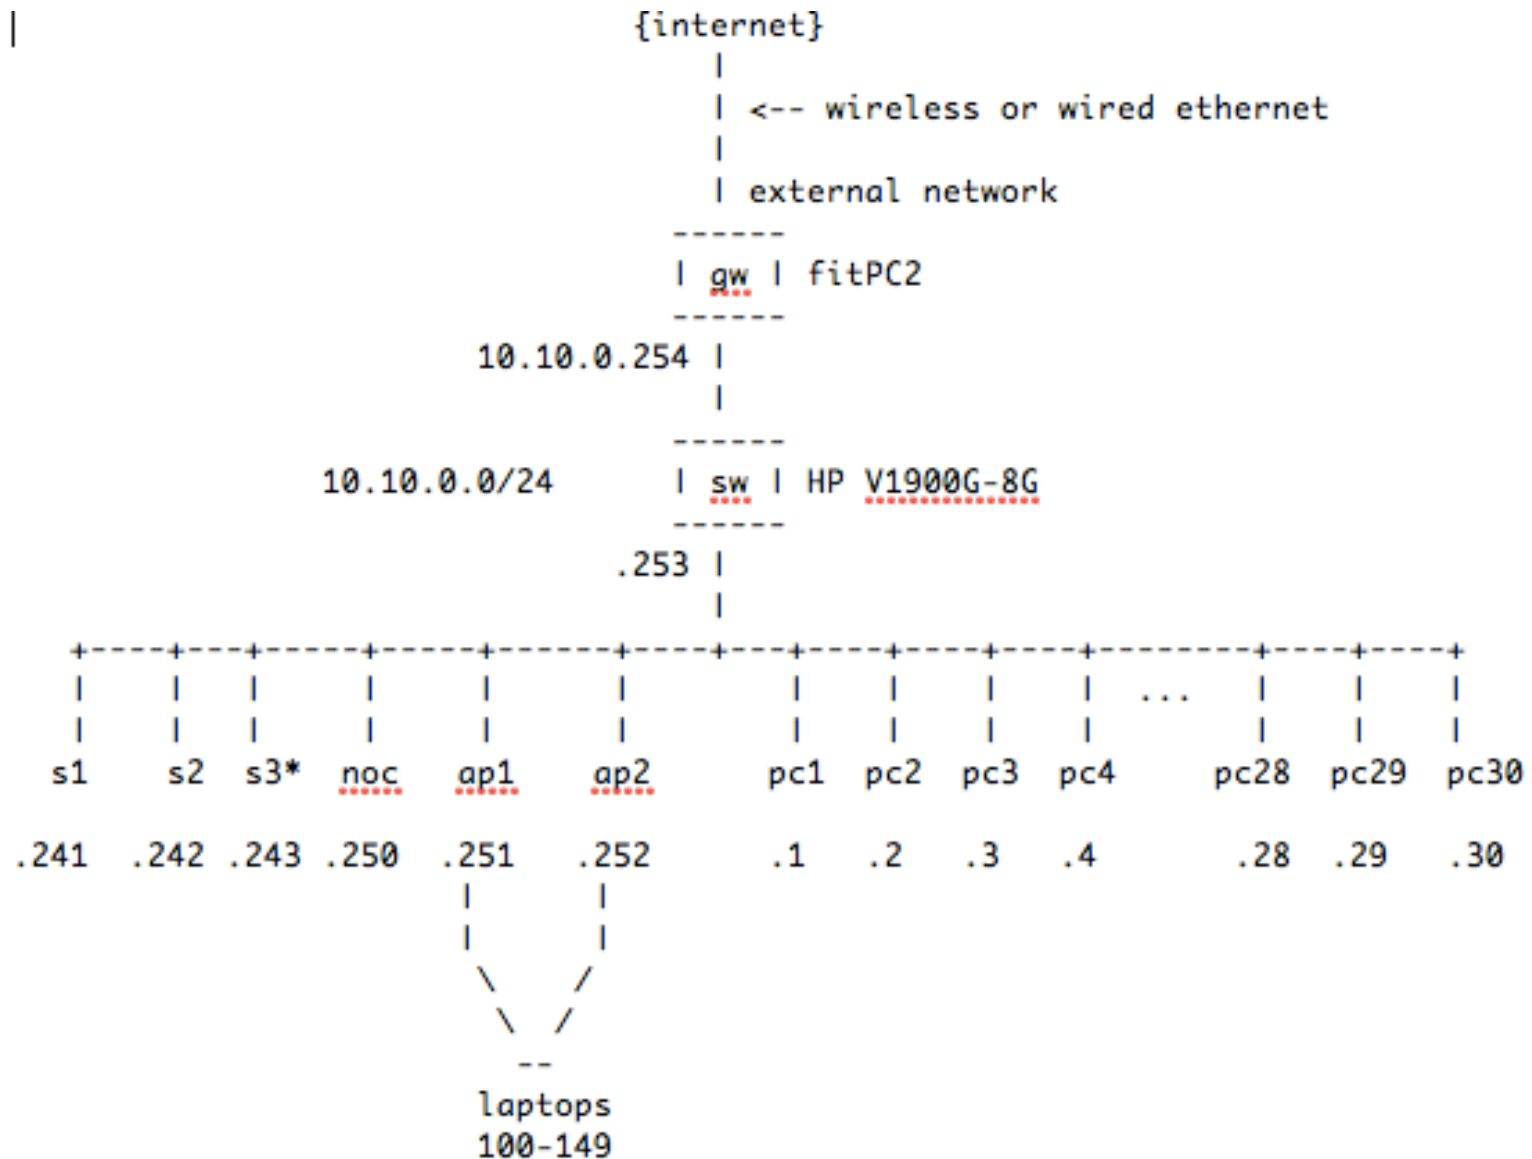 {internet}
|
| <-- wireless or wired ethernet
|
| external network
------
| gw | fitPC2
------
10.10.0.254 |
|
------
10.10.0.0/24 | sw | HP V1900G-8G
------
.253 |
|
+----+---+-----+-----+------+----+---+----+----+----+--------+----+----+
| | | | | | | | | | ... | | |
| | | | | | | | | | | | |
s1 s2 s3* noc ap1 ap2 pc1 pc2 pc3 pc4 pc28 pc29 pc30
.241 .242 .243 .250 .251 .252 .1 .2 .3 .4 .28 .29 .30
| |
| |
\ /
\ /
--
laptops
100-149